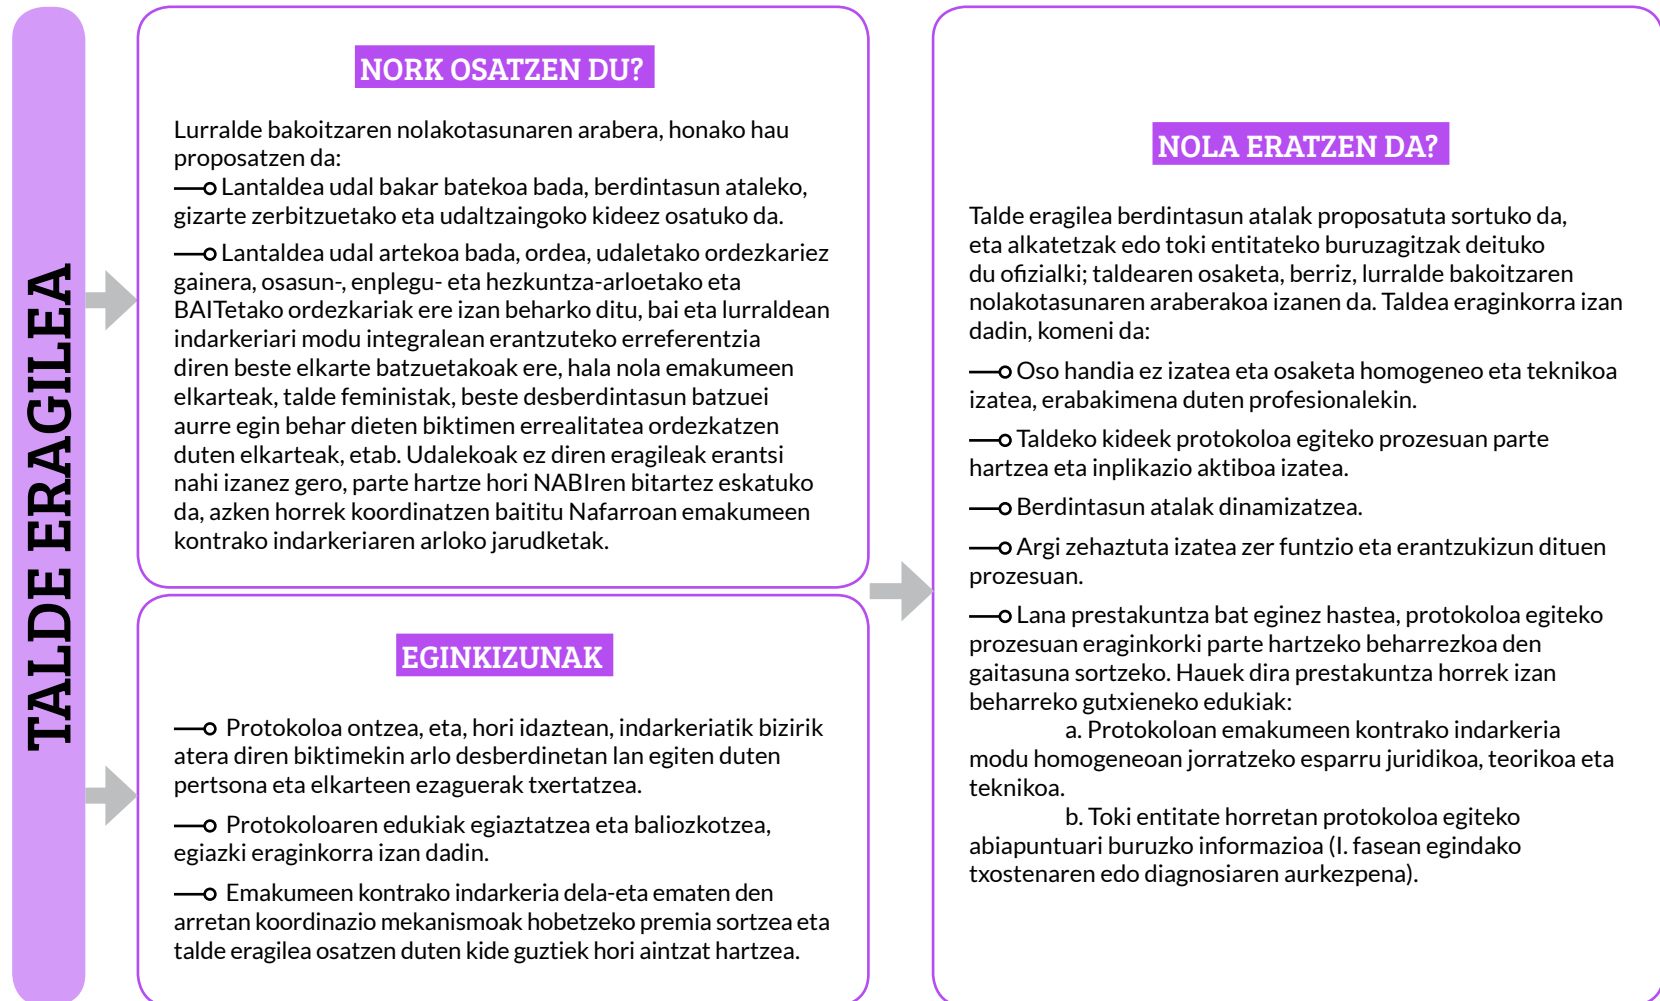 TALDE ERAGILEA
NORK OSATZEN DU?
Lurralde bakoitzaren nolakotasunaren arabera, honako hau
proposatzen da:
Lantaldea udal bakar batekoa bada, berdintasun ataleko,
gizarte zerbitzuetako eta udaltzaingoko kideez osatuko da.
Lantaldea udal artekoa bada, ordea, udaletako ordezkariez
gainera, osasun-, enplegu- eta hezkuntza-arloetako eta
BAITetako ordezkariak ere izan beharko ditu, bai eta lurraldean
indarkeriari modu integralean erantzuteko erreferentzia
diren beste elkarte batzuetakoak ere, hala nola emakumeen
elkarteak, talde feministak, beste desberdintasun batzuei
aurre egin behar dieten biktimen errealitatea ordezkatzen
duten elkarteak, etab. Udalekoak ez diren eragileak erantsi
nahi izanez gero, parte hartze hori NABIren bitartez eskatuko
da, azken horrek koordinatzen baititu Nafarroan emakumeen
kontrako indarkeriaren arloko jarudketak.
EGINKIZUNAK
Protokoloa ontzea, eta, hori idaztean, indarkeriatik bizirik
atera diren biktimekin arlo desberdinetan lan egiten duten
pertsona eta elkarteen ezaguerak txertatzea.
Protokoloaren edukiak egiaztatzea eta baliozkotzea,
egiazki eraginkorra izan dadin.
Emakumeen kontrako indarkeria dela-eta ematen den
arretan koordinazio mekanismoak hobetzeko premia sortzea eta
talde eragilea osatzen duten kide guztiek hori aintzat hartzea.
NOLA ERATZEN DA?
Talde eragilea berdintasun atalak proposatuta sortuko da,
eta alkatetzak edo toki entitateko buruzagitzak deituko
du ofizialki; taldearen osaketa, berriz, lurralde bakoitzaren
nolakotasunaren araberakoa izanen da. Taldea eraginkorra izan
dadin, komeni da:
Oso handia ez izatea eta osaketa homogeneo eta teknikoa
izatea, erabakimena duten profesionalekin.
Taldeko kideek protokoloa egiteko prozesuan parte
hartzea eta inplikazio aktiboa izatea.
Berdintasun atalak dinamizatzea.
Argi zehaztuta izatea zer funtzio eta erantzukizun dituen
prozesuan.
Lana prestakuntza bat eginez hastea, protokoloa egiteko
prozesuan eraginkorki parte hartzeko beharrezkoa den
gaitasuna sortzeko. Hauek dira prestakuntza horrek izan
beharreko gutxieneko edukiak:
a. Protokoloan emakumeen kontrako indarkeria
modu homogeneoan jorratzeko esparru juridikoa, teorikoa eta
teknikoa.
b. Toki entitate horretan protokoloa egiteko
abiapuntuari buruzko informazioa (I. fasean egindako
txostenaren edo diagnosiaren aurkezpena).